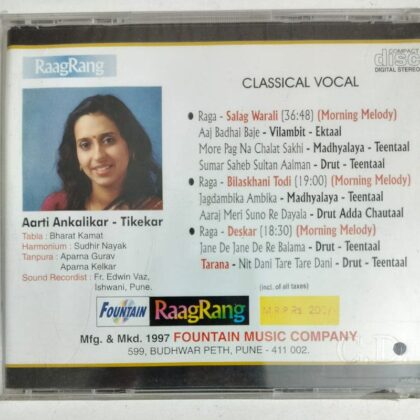 RaagRang
COMPACT
disc
DIGITAL STEREO
CLASSICAL VOCAL
Raga - Salag Warali (36:48) (Morning Melody)
Aaj Badhai Baje - Vilambit - Ektaal
More Pag Na Chalat Sakhi - Madhyalaya - Teentaal
Sumar Saheb Sultan Aalman - Drut - Teentaal
Raga - Bilaskhani Todi (19:00) (Morning Melody)
Jagdambika Ambika - Madhyalaya - Teentaal
Aaraj Meri Suno Re Dayala - Drut Adda Chautaal
Raga - Deskar (18:30) (Morning Melody)
Jane De Jane De Re Balama - Drut - Teentaal
Tarana - Nit Dani Tare Tare Dani - Drut - Teentaal
Aarti Ankalikar - Tikekar
Tabla : Bharat Kamat
Harmonium : Sudhir Nayak
Tanpura : Aparna Gurav
Aparna Kelkar
Sound Recordist : Fr. Edwin Vaz,
Ishwani, Pune.
(incl. of all taxes)
FOUNTAIN
RaagRang
Mfg. & Mkd. 1997 FOUNTAIN MUSIC COMPANY
599, BUDHWAR PETH, PUNE - 411 002.